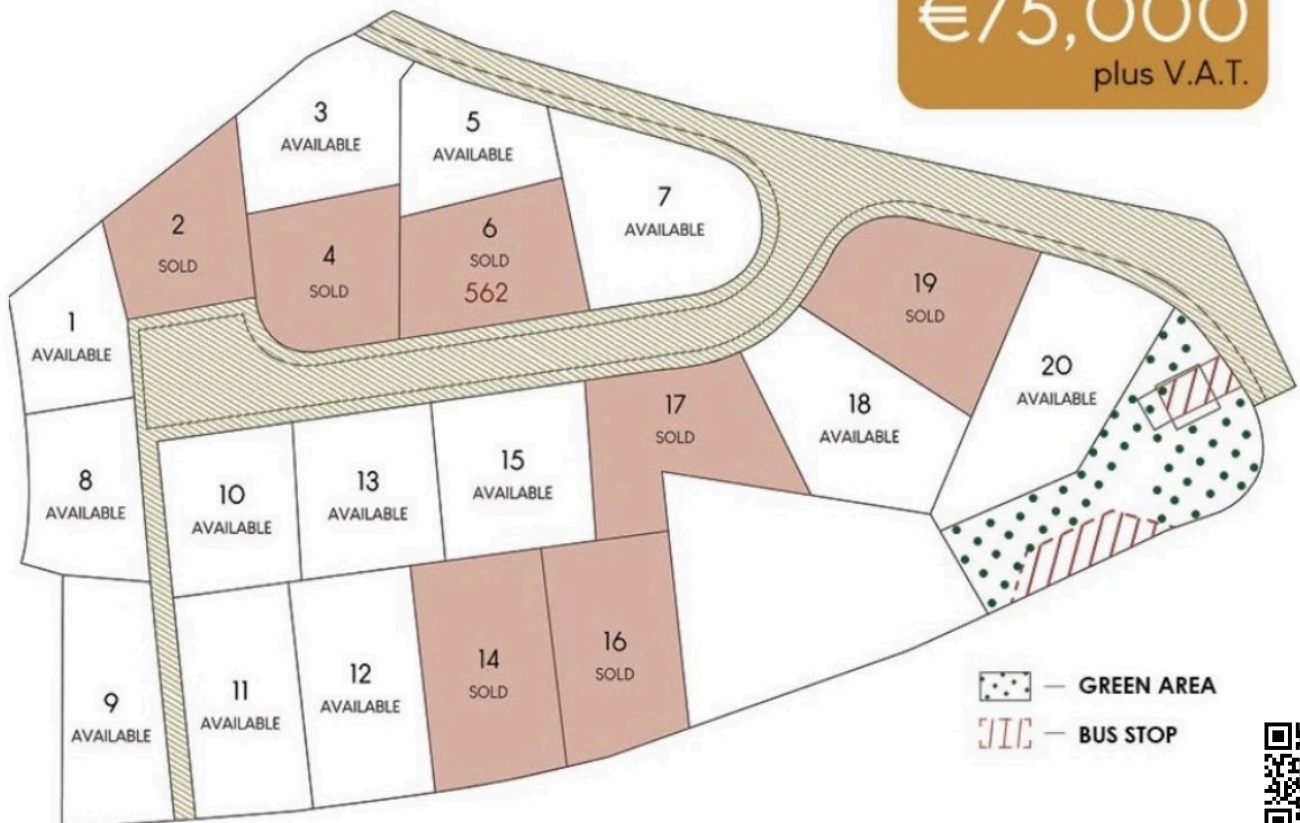 €75,000
plus V.A.T.
3
AVAILABLE
5
AVAILABLE
7
AVAILABLE
2
SOLD
4
SOLD
6
SOLD
562
19
SOLD
1
AVAILABLE
20
AVAILABLE
17
SOLD
18
AVAILABLE
8
AVAILABLE
10
AVAILABLE
13
AVAILABLE
15
AVAILABLE
9
AVAILABLE
11
AVAILABLE
12
AVAILABLE
14
SOLD
16
SOLD
— GREEN AREA
— BUS STOP